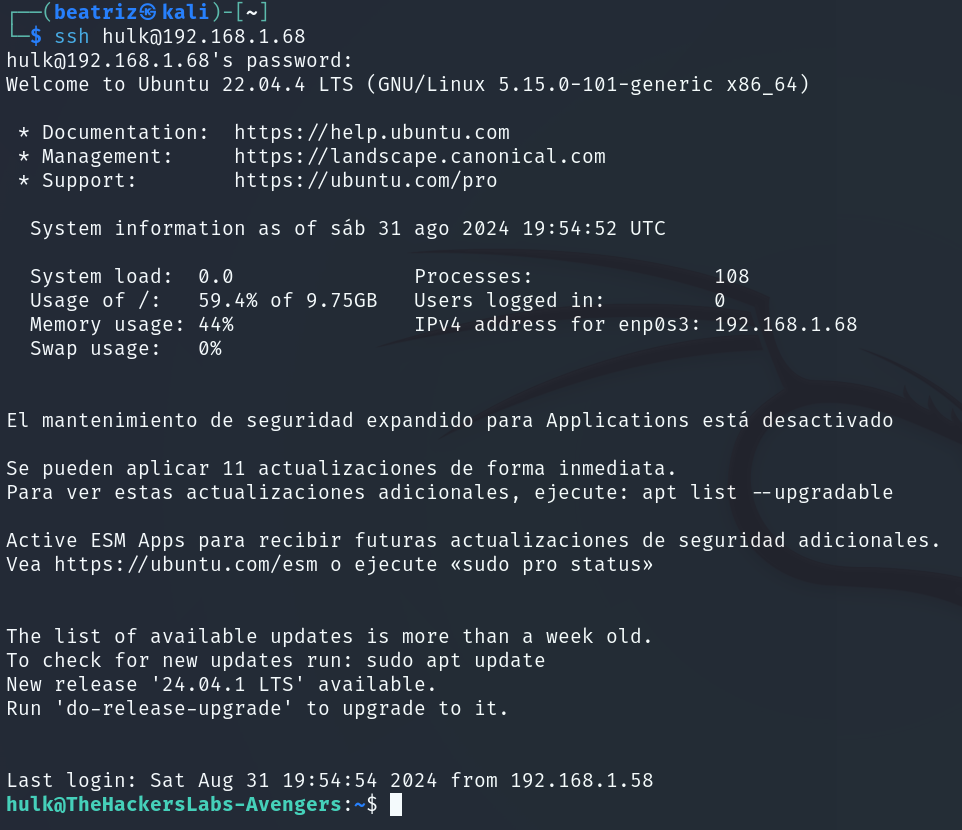 ┌──(beatriz㉿kali)-[~]
└─$ ssh hulk@192.168.1.68
hulk@192.168.1.68's password:
Welcome to Ubuntu 22.04.4 LTS (GNU/Linux 5.15.0-101-generic x86_64)
* Documentation:  https://help.ubuntu.com
* Management:     https://landscape.canonical.com
* Support:        https://ubuntu.com/pro
System information as of sáb 31 ago 2024 19:54:52 UTC
System load:  0.0               Processes:               108
Usage of /:   59.4% of 9.75GB   Users logged in:         0
Memory usage: 44%               IPv4 address for enp0s3: 192.168.1.68
Swap usage:   0%
El mantenimiento de seguridad expandido para Applications está desactivado
Se pueden aplicar 11 actualizaciones de forma inmediata.
Para ver estas actualizaciones adicionales, ejecute: apt list --upgradable
Active ESM Apps para recibir futuras actualizaciones de seguridad adicionales.
Vea https://ubuntu.com/esm o ejecute «sudo pro status»
The list of available updates is more than a week old.
To check for new updates run: sudo apt update
New release '24.04.1 LTS' available.
Run 'do-release-upgrade' to upgrade to it.
Last login: Sat Aug 31 19:54:54 2024 from 192.168.1.58
hulk@TheHackersLabs-Avengers:~$